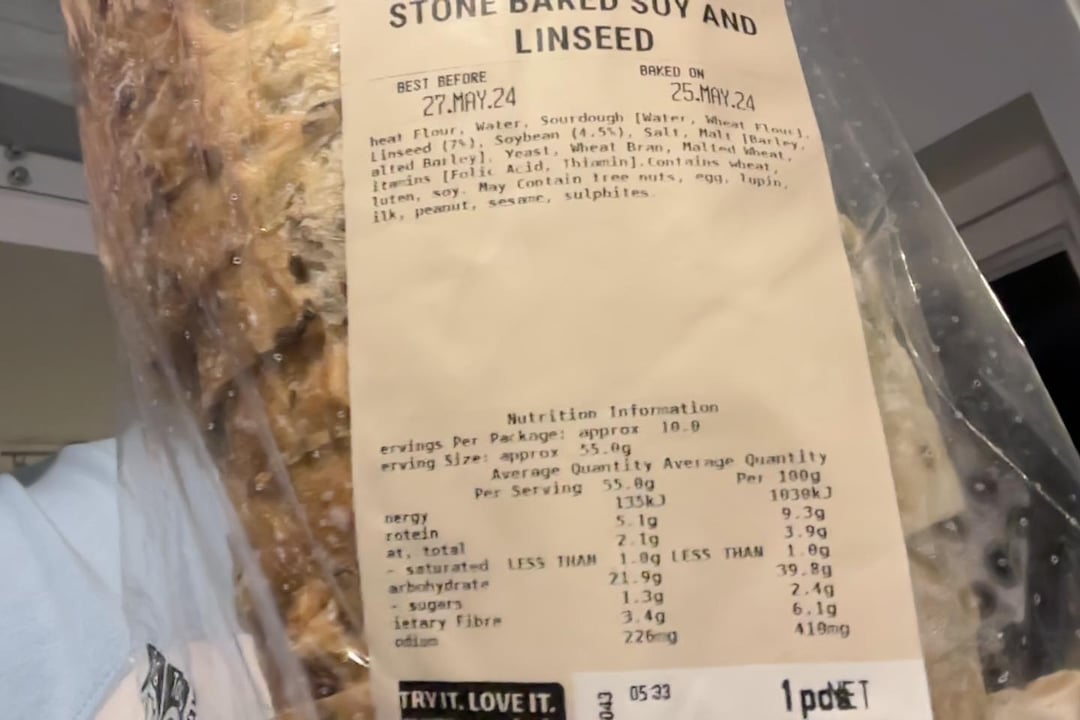 STONE BAKED SOY AND
LINSEED
BEST BEFORE BAKED ON
27.MAY.24 25.MAY.24
heat Flour, Water, Sourdough [Water, Wheat Flour],
Linseed (7%), Soybean (4.5%), Salt, Malt [Barley,
alted Barley], Yeast, Wheat Bran, Malted Wheat,
itamins [Folic Acid, Thiamin].Contains wheat,
luten, soy. May Contain tree nuts, egg, lupin,
ilk, peanut, sesame, sulphites.
Nutrition Information
ervings Per Package: approx 10.0
erving Size: approx 55.0g
Average Quantity Average Quantity
Per Serving 55.0g Per 100g
nergy 135kJ 1030kJ
rotein 5.1g 9.3g
at, total 2.1g 3.9g
- saturated LESS THAN 1.0g LESS THAN 1.0g
arbohydrate 21.9g 39.8g
- sugars 1.3g 2.4g
ietary Fibre 3.4g 6.1g
odium 226mg 410mg
TRY IT. LOVE IT.
043 05 33 1 NET